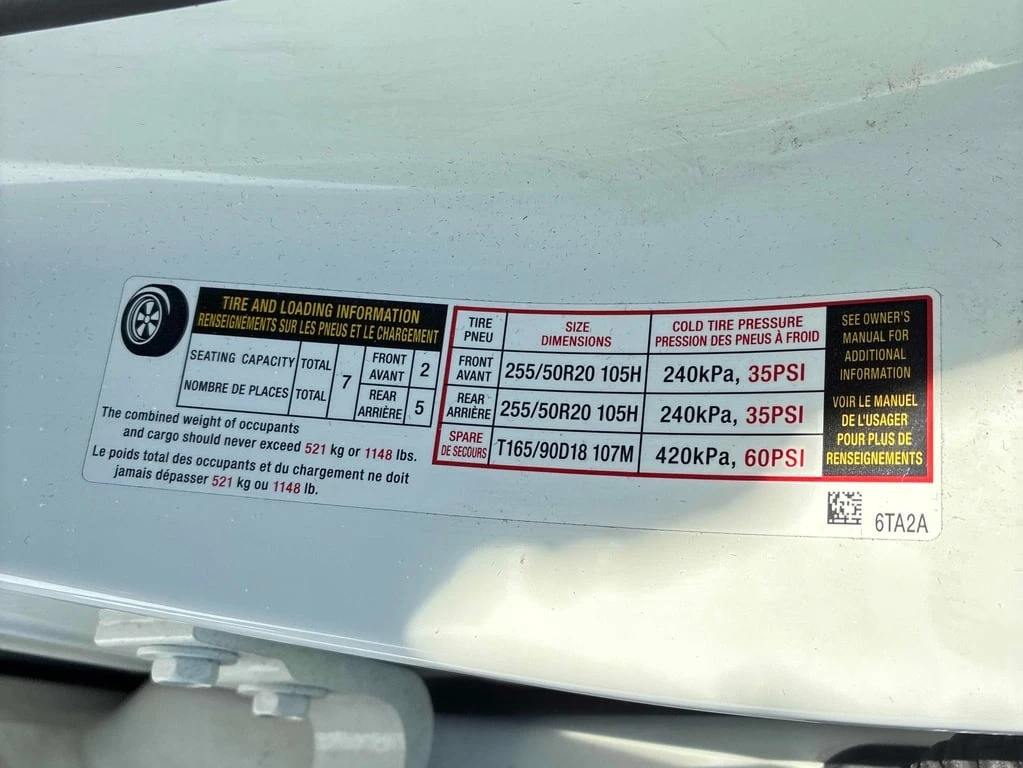 TIRE AND LOADING INFORMATION
RENSEIGNEMENTS SUR LES PNEUS ET LE CHARGEMENT
SEATING CAPACITY TOTAL 7 FRONT AVANT 2
NOMBRE DE PLACES TOTAL REAR ARRIÈRE 5
The combined weight of occupants
and cargo should never exceed 521 kg or 1148 lbs.
Le poids total des occupants et du chargement ne doit
jamais dépasser 521 kg ou 1148 lb.
TIRE PNEU SIZE DIMENSIONS COLD TIRE PRESSURE PRESSION DES PNEUS À FROID
FRONT AVANT 255/50R20 105H 240kPa, 35PSI
REAR ARRIÈRE 255/50R20 105H 240kPa, 35PSI
SPARE DE SECOURS T165/90D18 107M 420kPa, 60PSI
SEE OWNER'S
MANUAL FOR
ADDITIONAL
INFORMATION
VOIR LE MANUEL
DE L'USAGER
POUR PLUS DE
RENSEIGNEMENTS
6TA2A